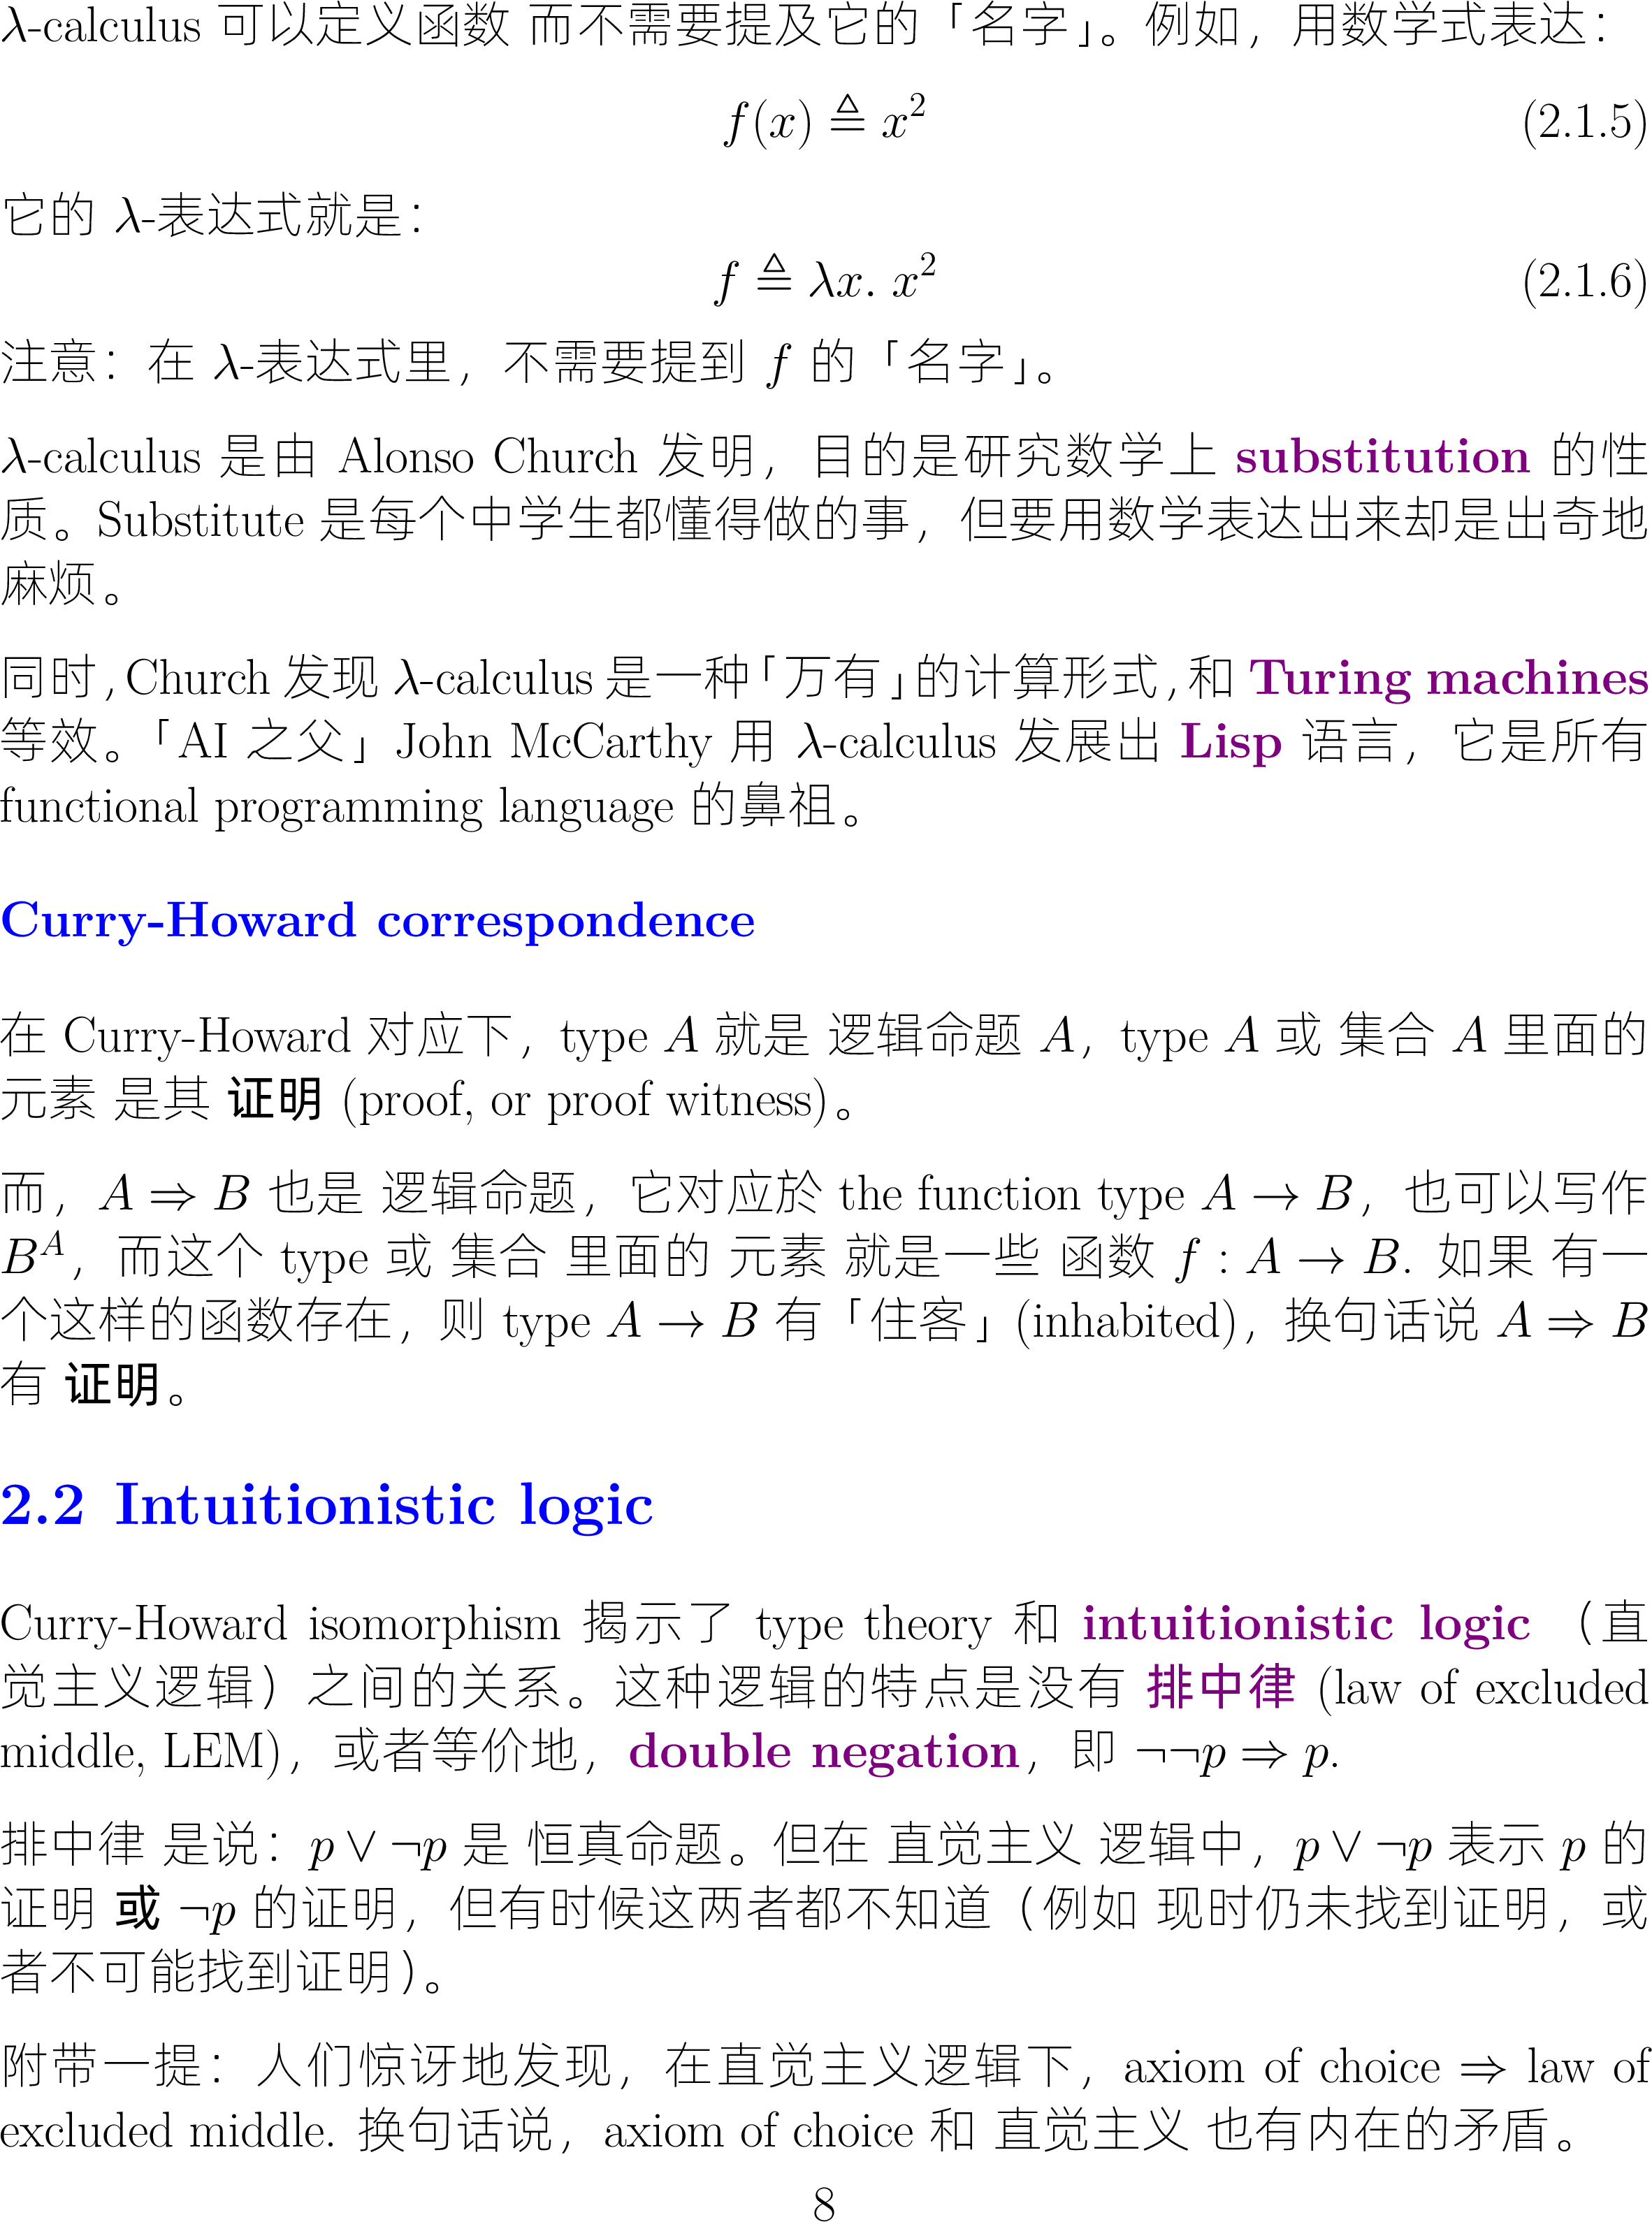 λ-calculus 可以定义函数 而不需要提及它的「名字」。例如，用数学式表达：
f(x) ≜ x² (2.1.5)
它的 λ-表达式就是：
f ≜ λx. x² (2.1.6)
注意：在 λ-表达式里，不需要提到 f 的「名字」。
λ-calculus 是由 Alonso Church 发明，目的是研究数学上 substitution 的性
质。Substitute 是每个中学生都懂得做的事，但要用数学表达出来却是出奇地
麻烦。
同时，Church 发现 λ-calculus 是一种「万有」的计算形式，和 Turing machines
等效。「AI 之父」John McCarthy 用 λ-calculus 发展出 Lisp 语言，它是所有
functional programming language 的鼻祖。
Curry-Howard correspondence
在 Curry-Howard 对应下，type A 就是 逻辑命题 A，type A 或 集合 A 里面的
元素 是其 证明 (proof, or proof witness)。
而，A ⇒ B 也是 逻辑命题，它对应於 the function type A → B，也可以写作
Bᴬ，而这个 type 或 集合 里面的 元素 就是一些 函数 f : A → B. 如果 有一
个这样的函数存在，则 type A → B 有「住客」(inhabited)，换句话说 A ⇒ B
有 证明。
2.2 Intuitionistic logic
Curry-Howard isomorphism 揭示了 type theory 和 intuitionistic logic （直
觉主义逻辑）之间的关系。这种逻辑的特点是没有 排中律 (law of excluded
middle, LEM)，或者等价地，double negation，即 ¬¬p ⇒ p.
排中律 是说：p ∨ ¬p 是 恒真命题。但在 直觉主义 逻辑中，p ∨ ¬p 表示 p 的
证明 或 ¬p 的证明，但有时候这两者都不知道（例如 现时仍未找到证明，或
者不可能找到证明）。
附带一提：人们惊讶地发现，在直觉主义逻辑下，axiom of choice ⇒ law of
excluded middle. 换句话说，axiom of choice 和 直觉主义 也有内在的矛盾。
8